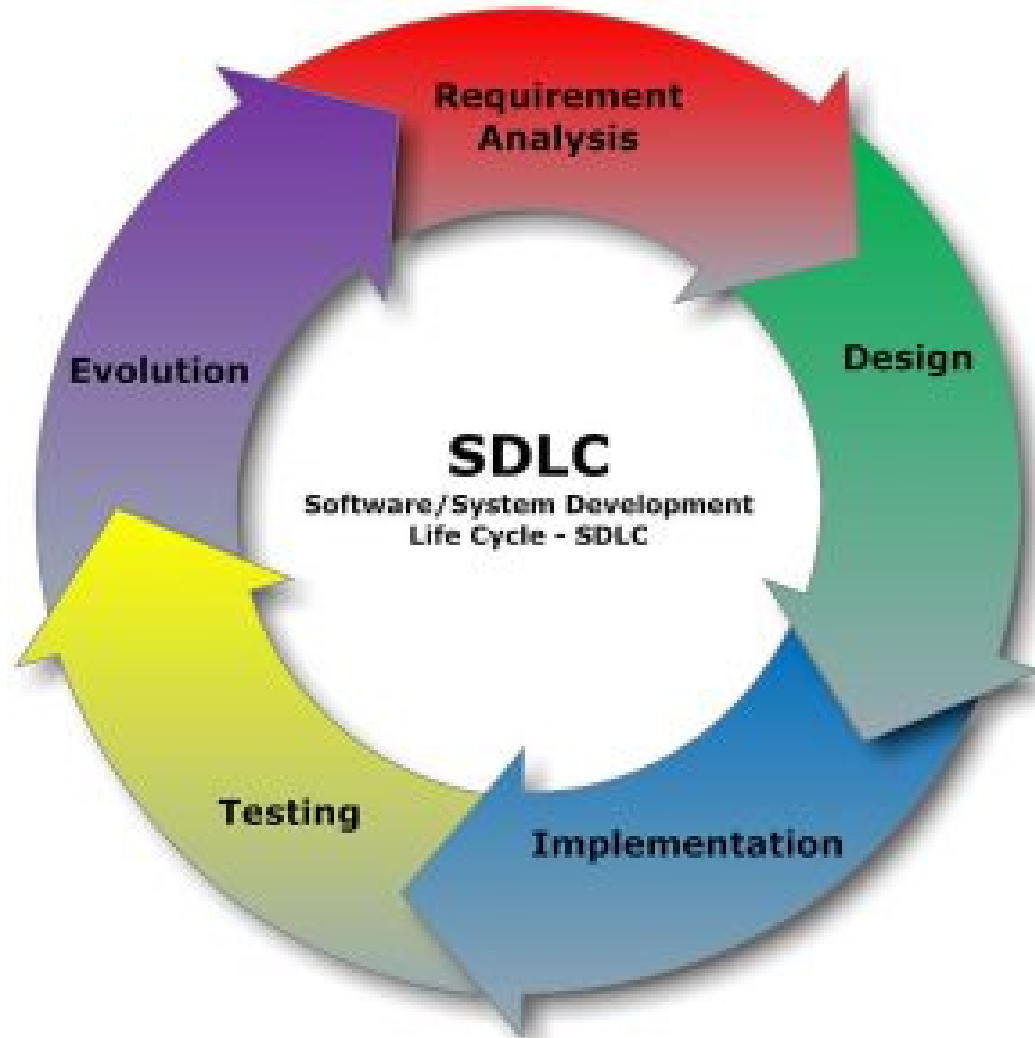 Requirement
Analysis
Design
Implementation
Testing
Evolution
SDLC
Software/System Development
Life Cycle - SDLC